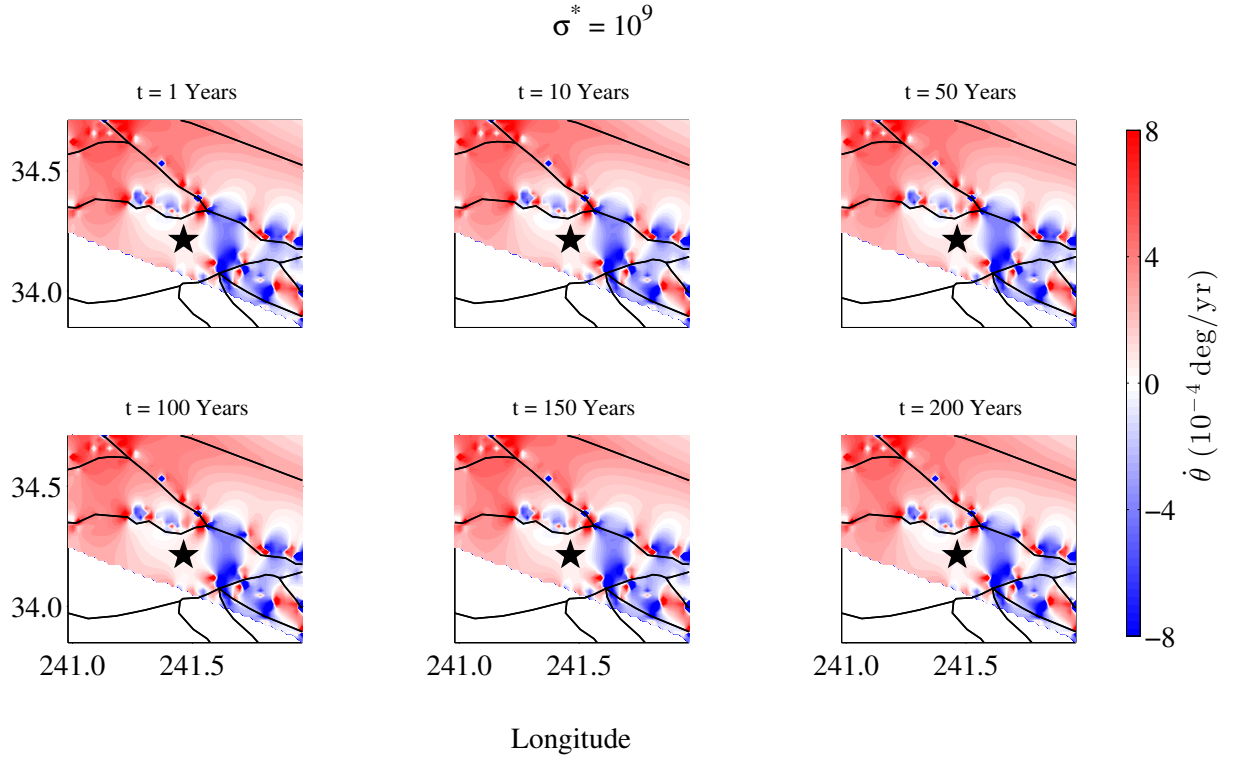 σ* = 10⁹
t = 1 Years
t = 10 Years
t = 50 Years
34.5
34.0
t = 100 Years
t = 150 Years
t = 200 Years
34.5
34.0
241.0 241.5
241.0 241.5
241.0 241.5
Longitude
8
4
0
−4
−8
θ̇ (10⁻⁴ deg/yr)